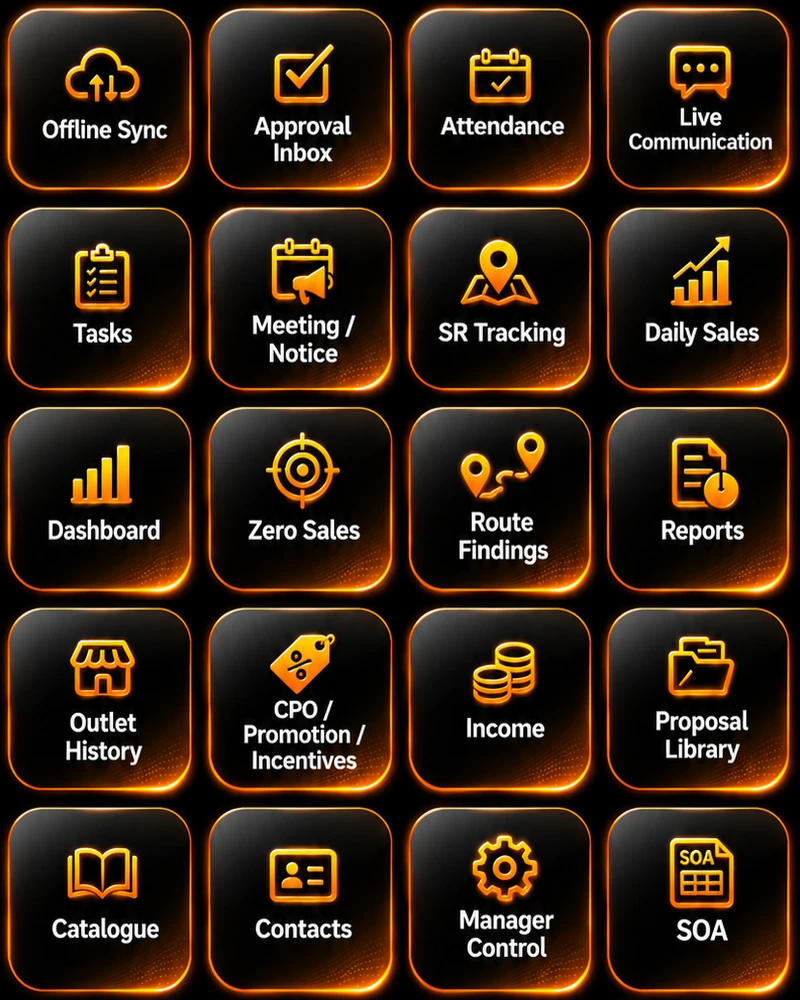 Offline Sync
Approval
Inbox
Attendance
Live
Communication
Tasks
Meeting /
Notice
SR Tracking
Daily Sales
Dashboard
Zero Sales
Route
Findings
Reports
Outlet
History
%
CPO /
Promotion /
Incentives
Income
Proposal
Library
Catalogue
Contacts
Manager
Control
SOA
SOA